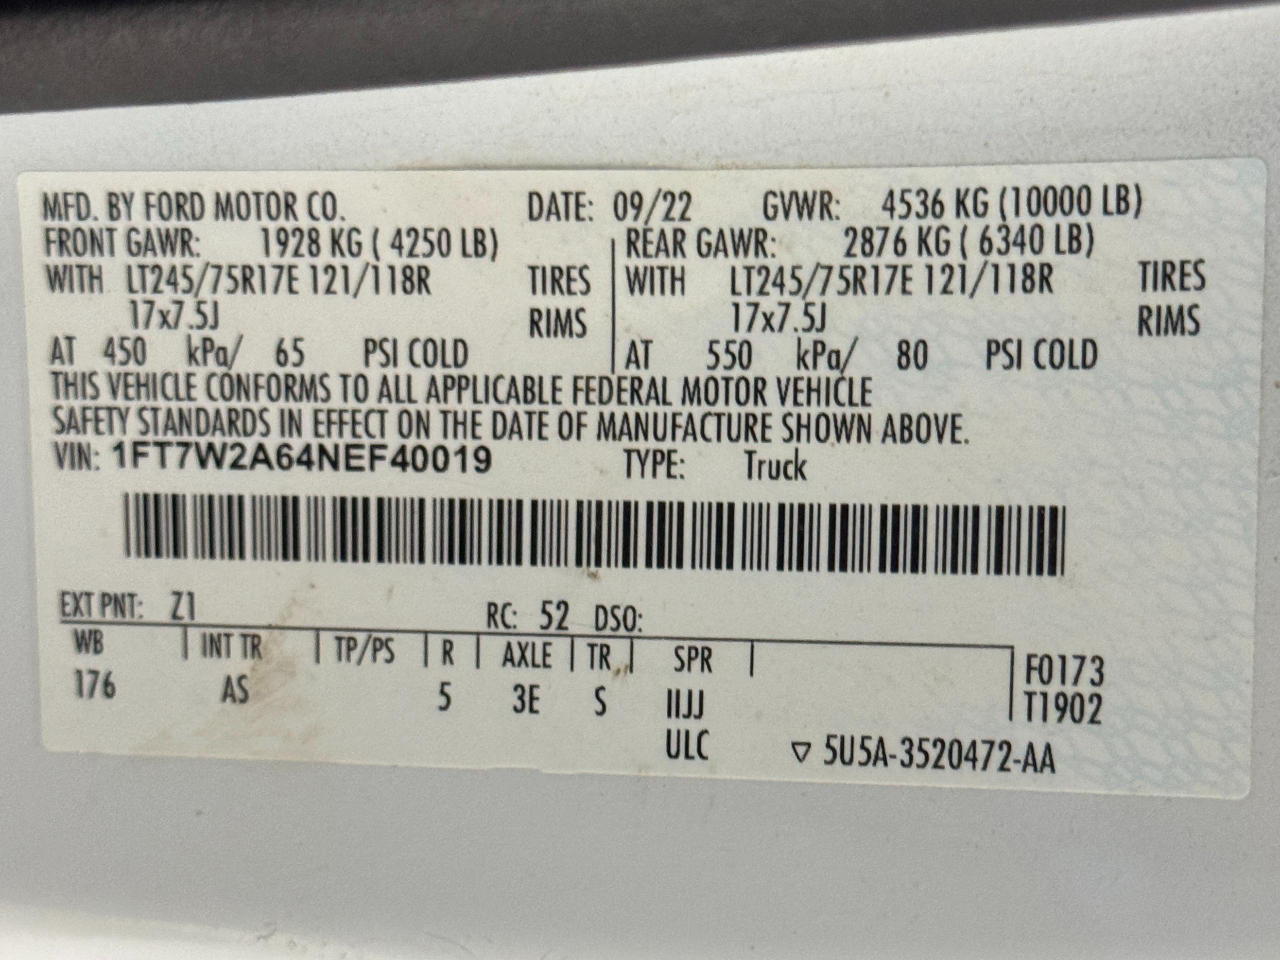 MFD. BY FORD MOTOR CO. DATE: 09/22 GVWR: 4536 KG (10000 LB)
FRONT GAWR: 1928 KG ( 4250 LB) REAR GAWR: 2876 KG ( 6340 LB)
WITH LT245/75R17E 121/118R TIRES WITH LT245/75R17E 121/118R TIRES
17x7.5J RIMS 17x7.5J RIMS
AT 450 kPa/ 65 PSI COLD AT 550 kPa/ 80 PSI COLD
THIS VEHICLE CONFORMS TO ALL APPLICABLE FEDERAL MOTOR VEHICLE
SAFETY STANDARDS IN EFFECT ON THE DATE OF MANUFACTURE SHOWN ABOVE.
VIN: 1FT7W2A64NEF40019 TYPE: Truck
EXT PNT: Z1 RC: 52 DSO:
WB INT TR TP/PS R AXLE TR SPR F0173
176 AS 5 3E S IIJJ T1902
ULC ▽ 5U5A-3520472-AA